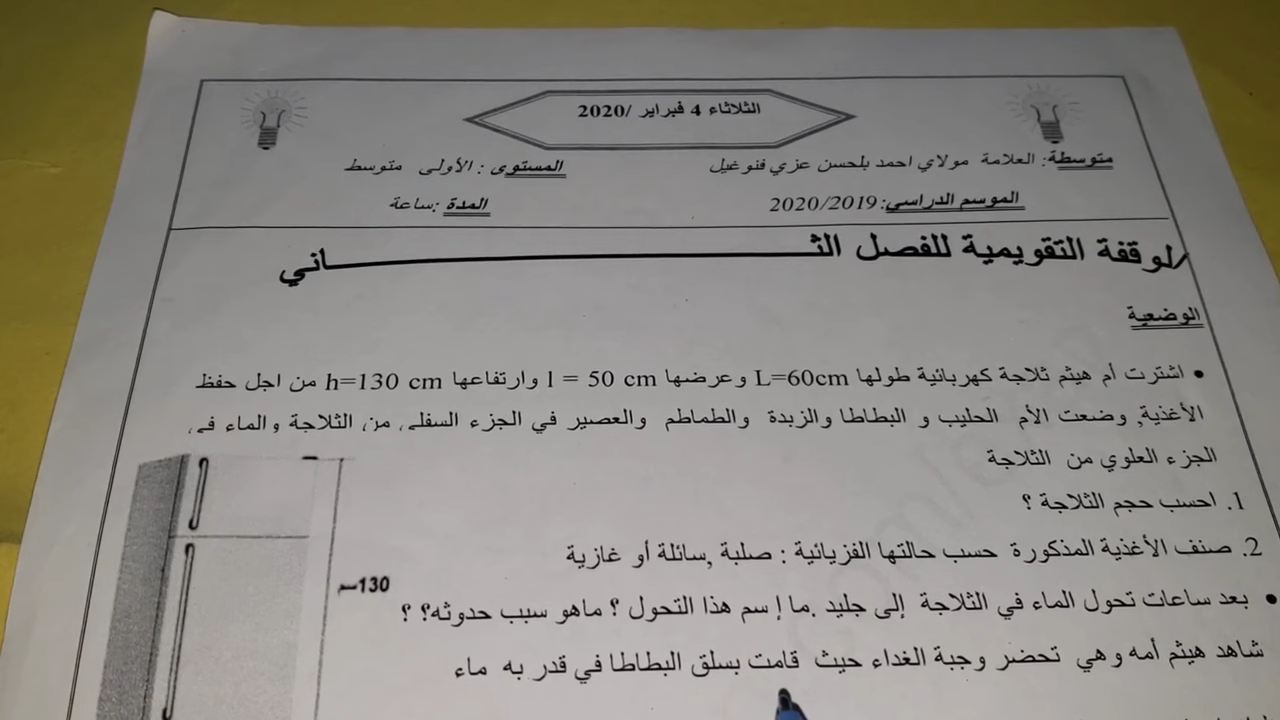 الثلاثاء 4 فبراير /2020
متوسطة: العلامة مولاي احمد بلحسن عزي فنوغيل المستوى : الأولى متوسط
الموسم الدراسي: 2020/2019 المدة :ساعة
الوقفة التقويمية للفصل الثـــــــــــــــــــــــاني
الوضعية
• اشترت أم هيثم ثلاجة كهربائية طولها L=60cm وعرضها l = 50 cm وارتفاعها h=130 cm من اجل حفظ
الأغذية, وضعت الأم الحليب و البطاطا والزبدة والطماطم والعصير في الجزء السفلي من الثلاجة والماء في
الجزء العلوي من الثلاجة
1. احسب حجم الثلاجة ؟
2. صنف الأغذية المذكورة حسب حالتها الفزيائية : صلبة ,سائلة أو غازية
130سم
• بعد ساعات تحول الماء في الثلاجة إلى جليد .ما إسم هذا التحول ؟ ماهو سبب حدوثه؟ ؟
شاهد هيثم أمه وهي تحضر وجبة الغداء حيث قامت بسلق البطاطا في قدر به ماء